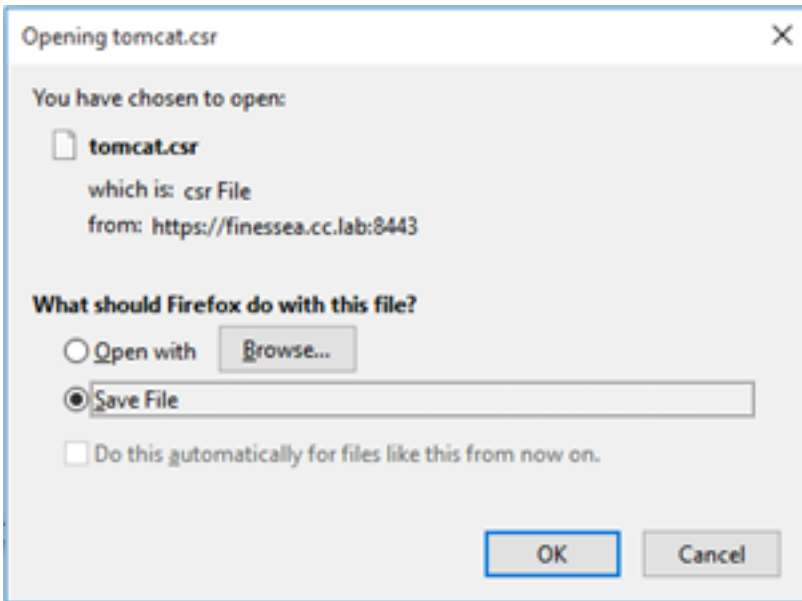 Opening tomcat.csr
You have chosen to open:
tomcat.csr
which is: csr File
from: https://finessea.cc.lab:8443
What should Firefox do with this file?
Open with Browse...
Save File
Do this automatically for files like this from now on.
OK Cancel